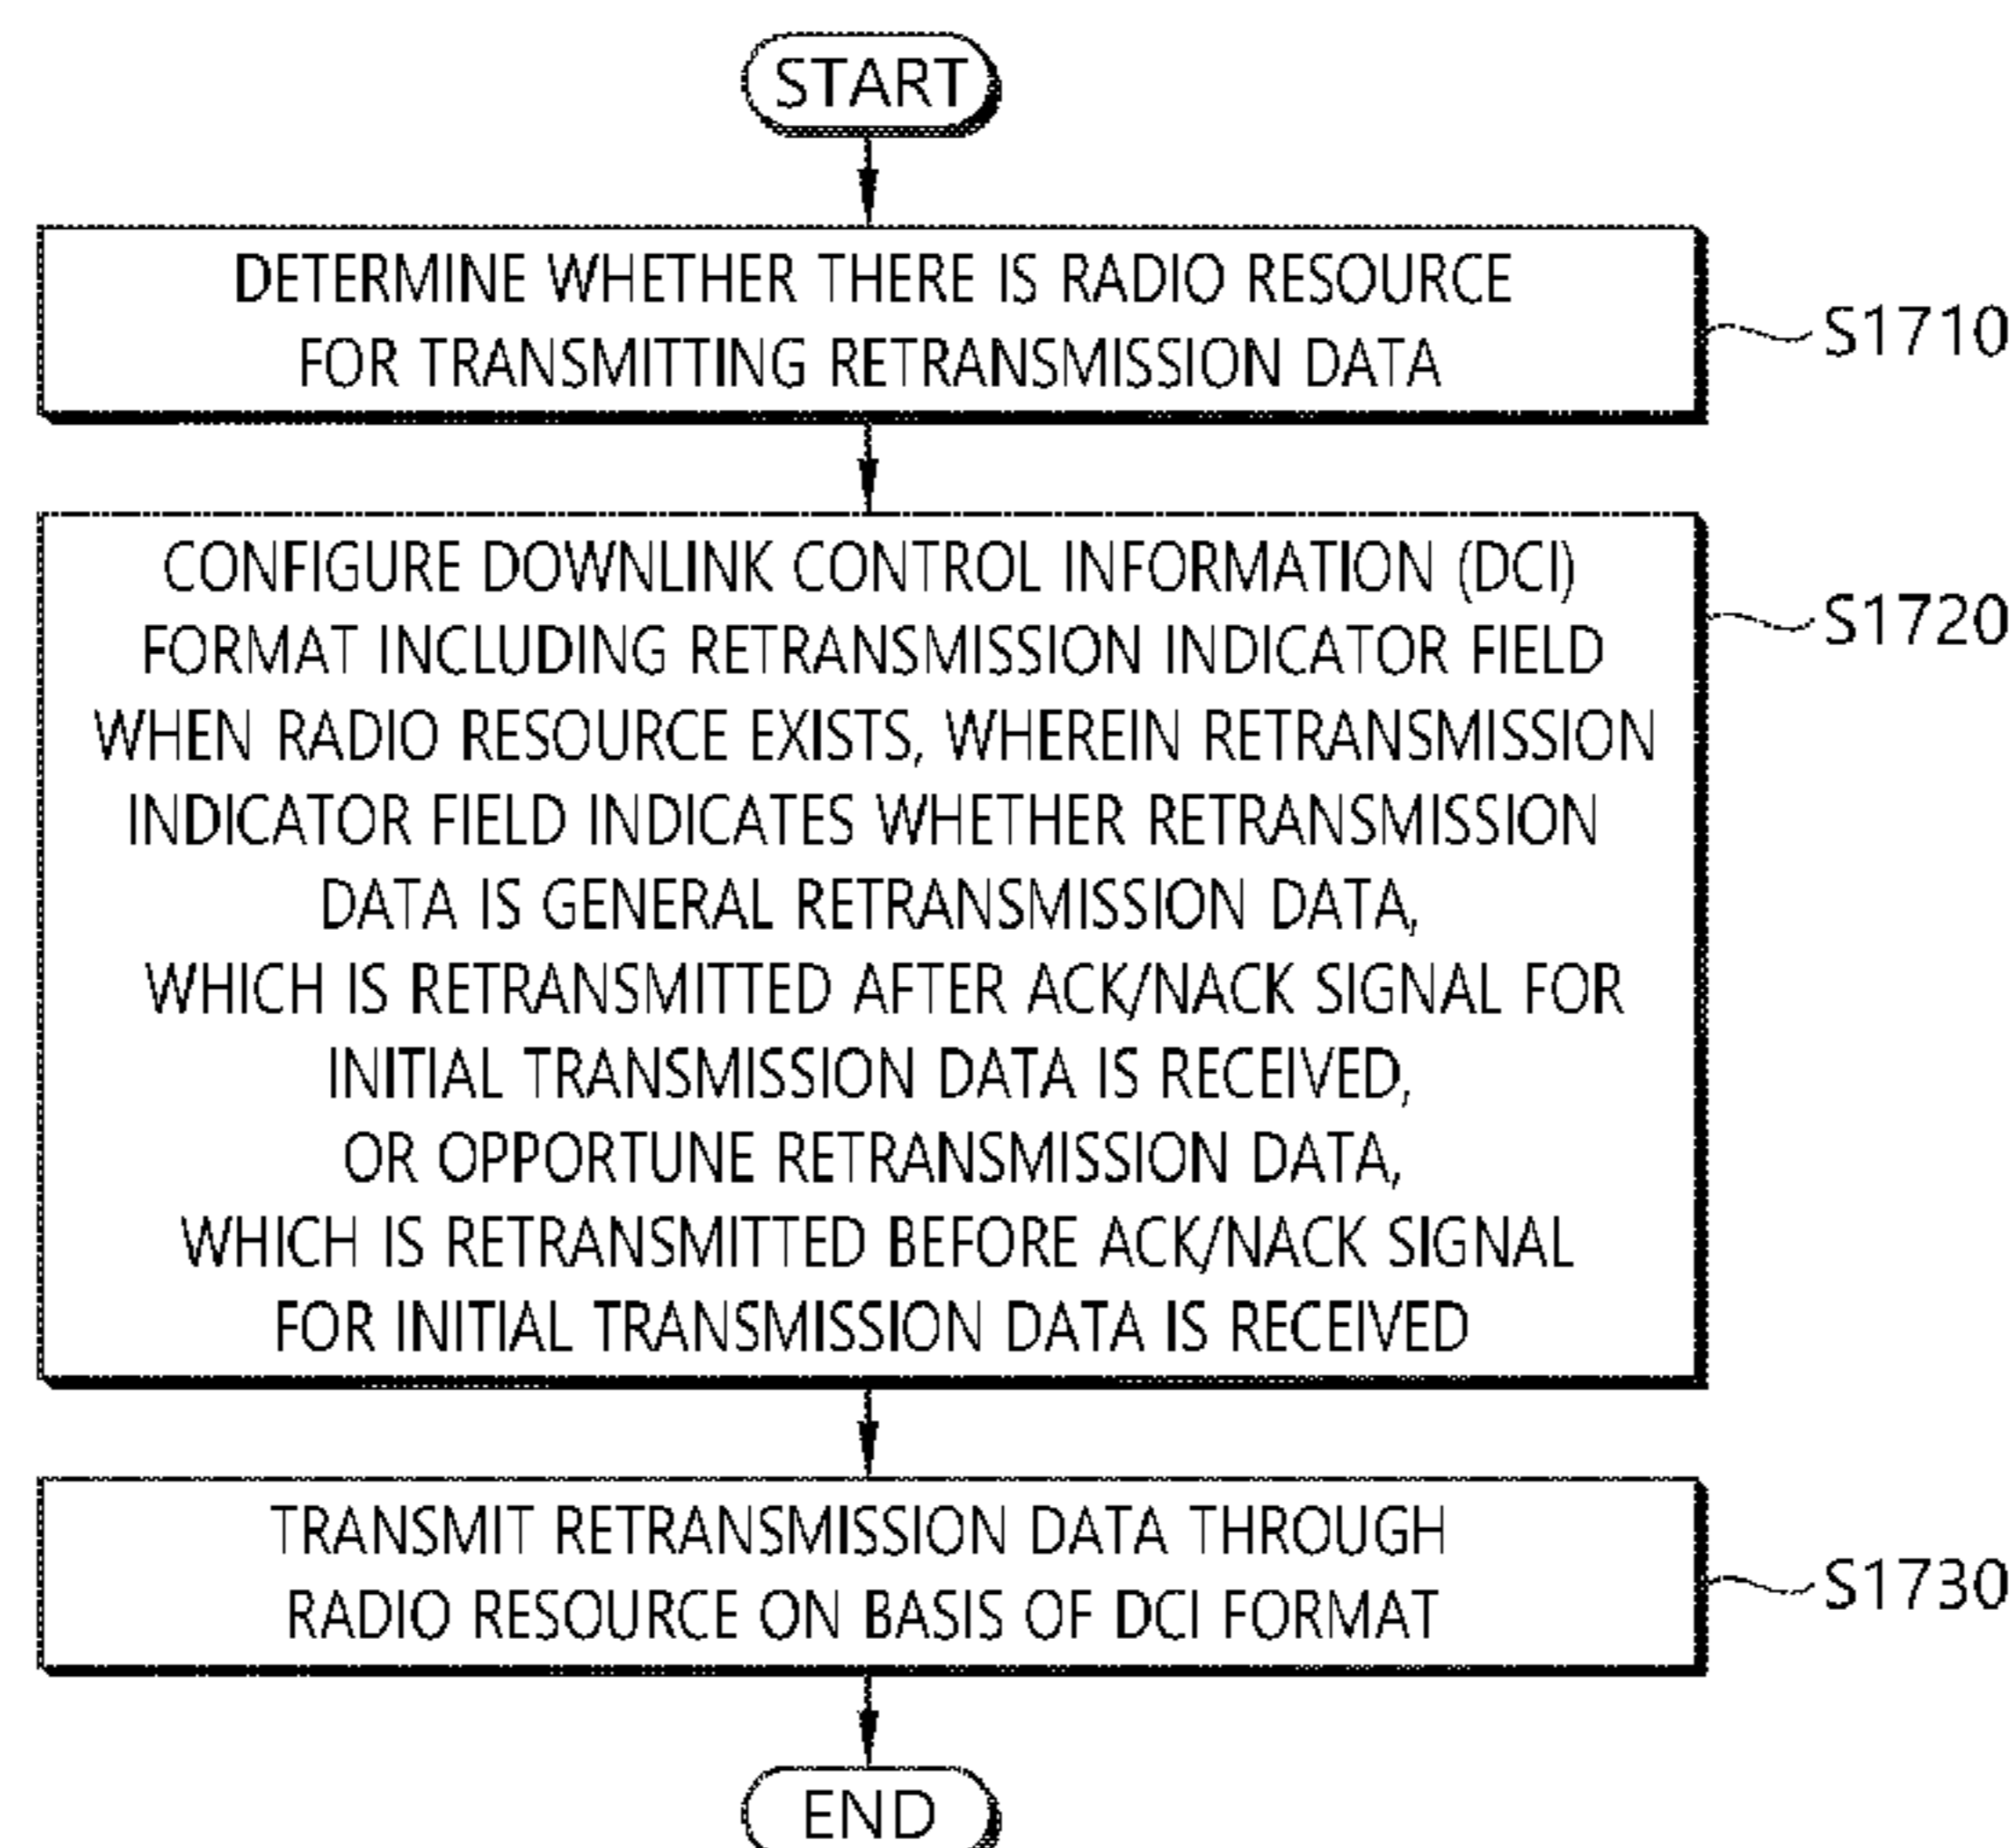 START
DETERMINE WHETHER THERE IS RADIO RESOURCE
FOR TRANSMITTING RETRANSMISSION DATA
S1710
CONFIGURE DOWNLINK CONTROL INFORMATION (DCI)
FORMAT INCLUDING RETRANSMISSION INDICATOR FIELD
WHEN RADIO RESOURCE EXISTS, WHEREIN RETRANSMISSION
INDICATOR FIELD INDICATES WHETHER RETRANSMISSION
DATA IS GENERAL RETRANSMISSION DATA,
WHICH IS RETRANSMITTED AFTER ACK/NACK SIGNAL FOR
INITIAL TRANSMISSION DATA IS RECEIVED,
OR OPPORTUNE RETRANSMISSION DATA,
WHICH IS RETRANSMITTED BEFORE ACK/NACK SIGNAL
FOR INITIAL TRANSMISSION DATA IS RECEIVED
S1720
TRANSMIT RETRANSMISSION DATA THROUGH
RADIO RESOURCE ON BASIS OF DCI FORMAT
S1730
END